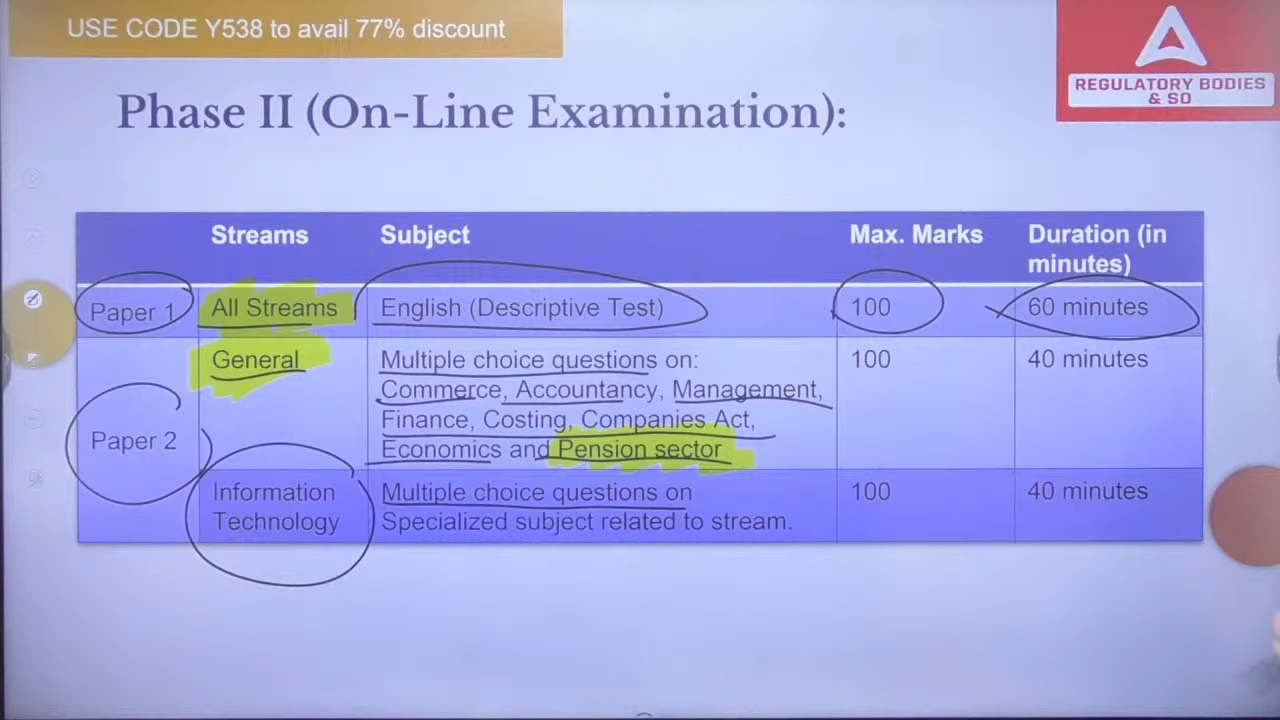 USE CODE Y538 to avail 77% discount
REGULATORY BODIES
& SO
Phase II (On-Line Examination):
Streams Subject Max. Marks Duration (in
minutes)
Paper 1 All Streams English (Descriptive Test) 100 60 minutes
General Multiple choice questions on: 100 40 minutes
Commerce, Accountancy, Management,
Finance, Costing, Companies Act,
Paper 2
Economics and Pension sector
Information Multiple choice questions on 100 40 minutes
Technology Specialized subject related to stream.